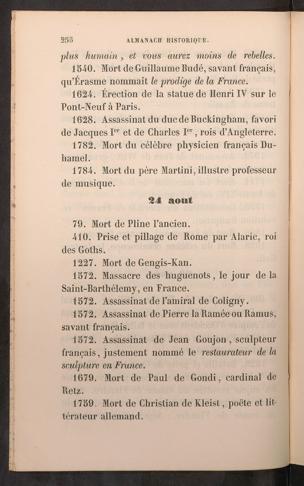 258 ALMANACH HISTORIQUE.
plus humain, et vous aurez moins de rebelles.
1540. Mort de Guillaume Budé, savant français,
qu'Érasme nommait le prodige de la France.
1624. Érection de la statue de Henri IV sur le
Pont-Neuf à Paris.
1628. Assassinat du duc de Buckingham, favori
de Jacques Ier et de Charles Ier, rois d'Angleterre.
1782. Mort du célèbre physicien français Du-
hamel.
1784. Mort du père Martini, illustre professeur
de musique.
24 aout
79. Mort de Pline l'ancien.
410. Prise et pillage de Rome par Alaric, roi
des Goths.
1227. Mort de Gengis-Kan.
1572. Massacre des huguenots, le jour de la
Saint-Barthélemy, en France.
1572. Assassinat de l'amiral de Coligny.
1572. Assassinat de Pierre la Ramée ou Ramus,
savant français.
1572. Assassinat de Jean Goujon, sculpteur
français, justement nommé le restaurateur de la
sculpture en France.
1679. Mort de Paul de Gondi, cardinal de
Retz.
1759. Mort de Christian de Kleist, poëte et lit-
térateur allemand.